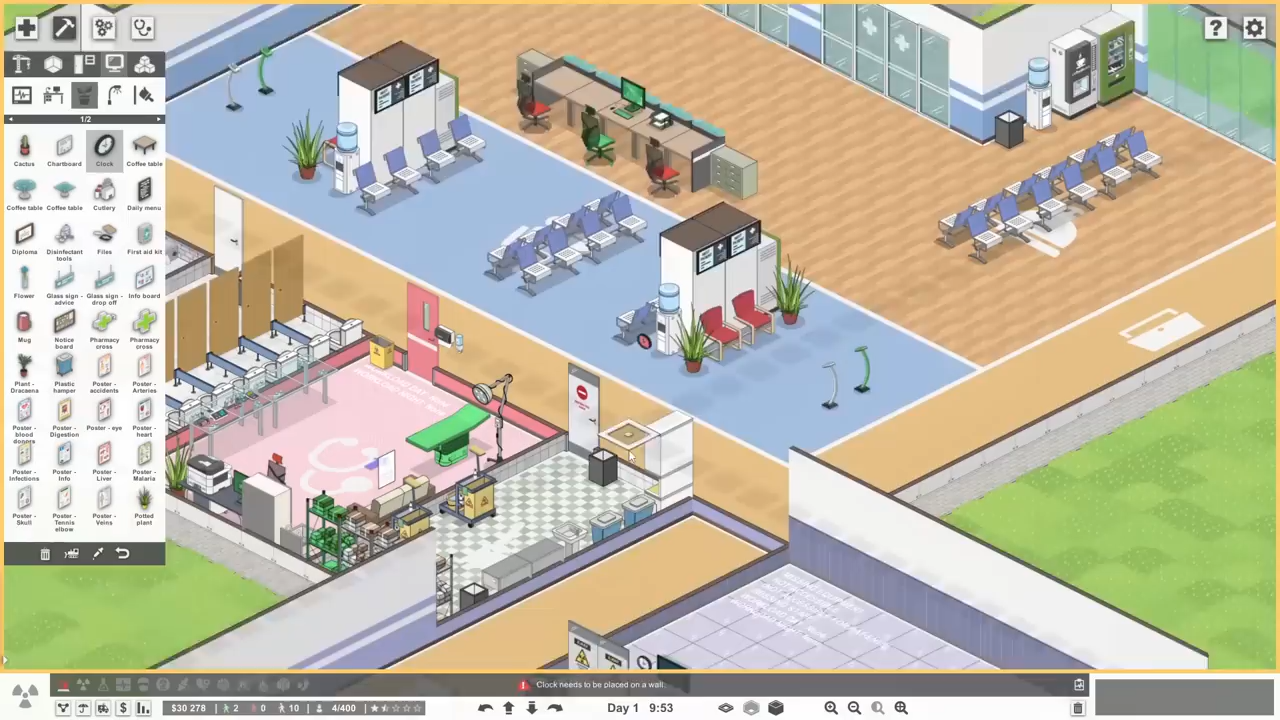 ?
1/2
Cactus
Chartboard
Clock
Coffee table
Coffee table
Coffee table
Cutlery
Daily menu
Diploma
Disinfectant tools
Files
First aid kit
Flower
Glass sign - advice
Glass sign - drop off
Info board
Mug
Notice board
Pharmacy cross
Pharmacy cross
Plant - Dracaena
Plastic hamper
Poster - accidents
Poster - Arteries
Poster - blood donors
Poster - Digestion
Poster - eye
Poster - heart
Poster - Infections
Poster - Info
Poster - Liver
Poster - Malaria
Poster - Skull
Poster - Tennis elbow
Poster - Veins
Potted plant
Clock needs to be placed on a wall.
$30 278
2
0
10
4/400
Day 1 9:53